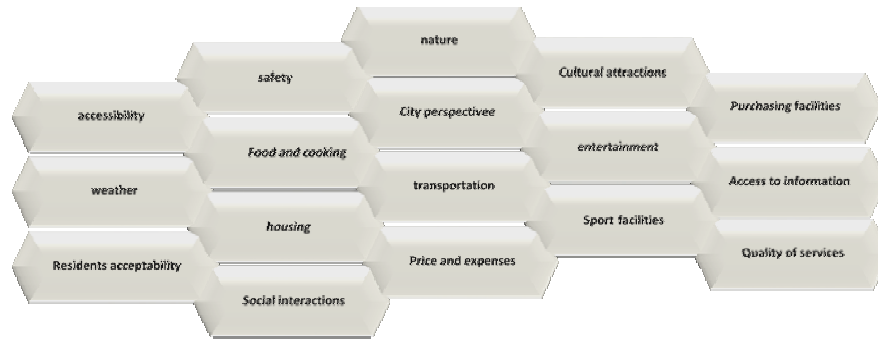 accessibility
weather
Residents acceptability
safety
Food and cooking
housing
Social interactions
nature
City perspectivee
transportation
Price and expenses
Cultural attractions
entertainment
Sport facilities
Purchasing facilities
Access to information
Quality of services